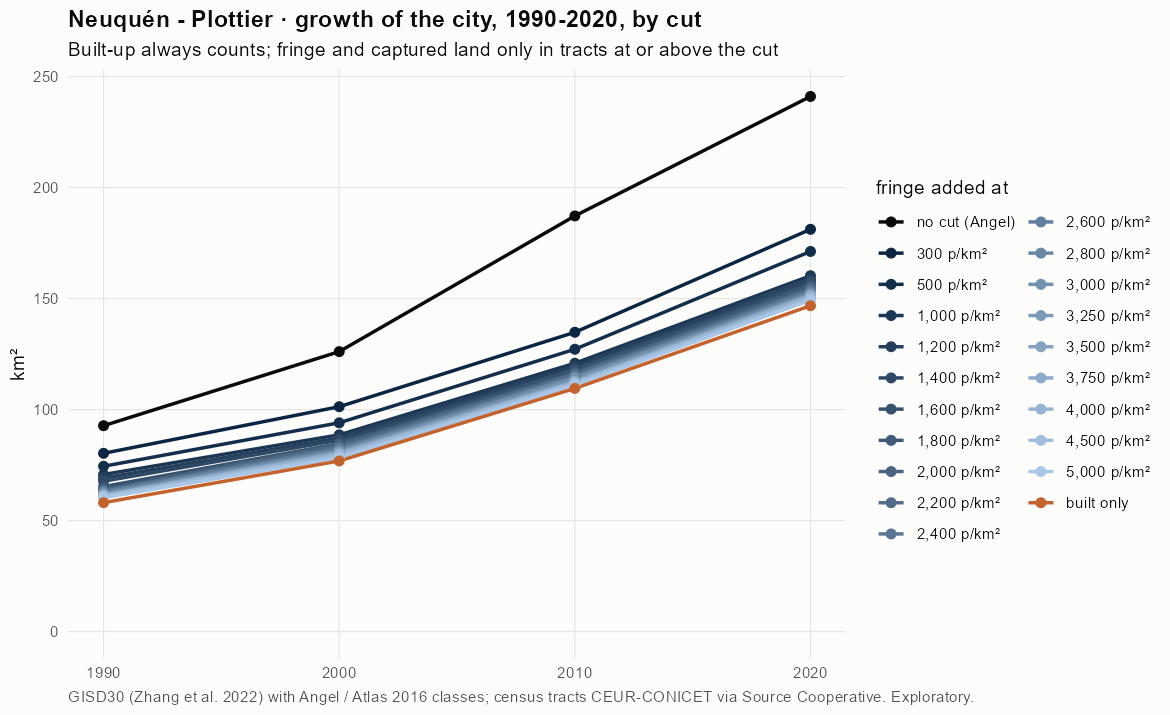 Neuquén - Plottier · growth of the city, 1990-2020, by cut
Built-up always counts; fringe and captured land only in tracts at or above the cut
250
200
150
100
50
0
km²
1990
2000
2010
2020
fringe added at
no cut (Angel)
300 p/km²
500 p/km²
1,000 p/km²
1,200 p/km²
1,400 p/km²
1,600 p/km²
1,800 p/km²
2,000 p/km²
2,200 p/km²
2,400 p/km²
2,600 p/km²
2,800 p/km²
3,000 p/km²
3,250 p/km²
3,500 p/km²
3,750 p/km²
4,000 p/km²
4,500 p/km²
5,000 p/km²
built only
GISD30 (Zhang et al. 2022) with Angel / Atlas 2016 classes; census tracts CEUR-CONICET via Source Cooperative. Exploratory.